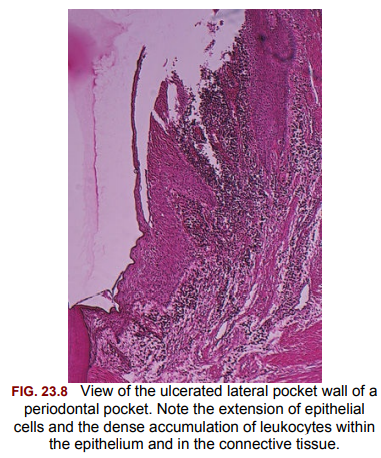 FIG. 23.8 View of the ulcerated lateral pocket wall of a
periodontal pocket. Note the extension of epithelial
cells and the dense accumulation of leukocytes within
the epithelium and in the connective tissue.